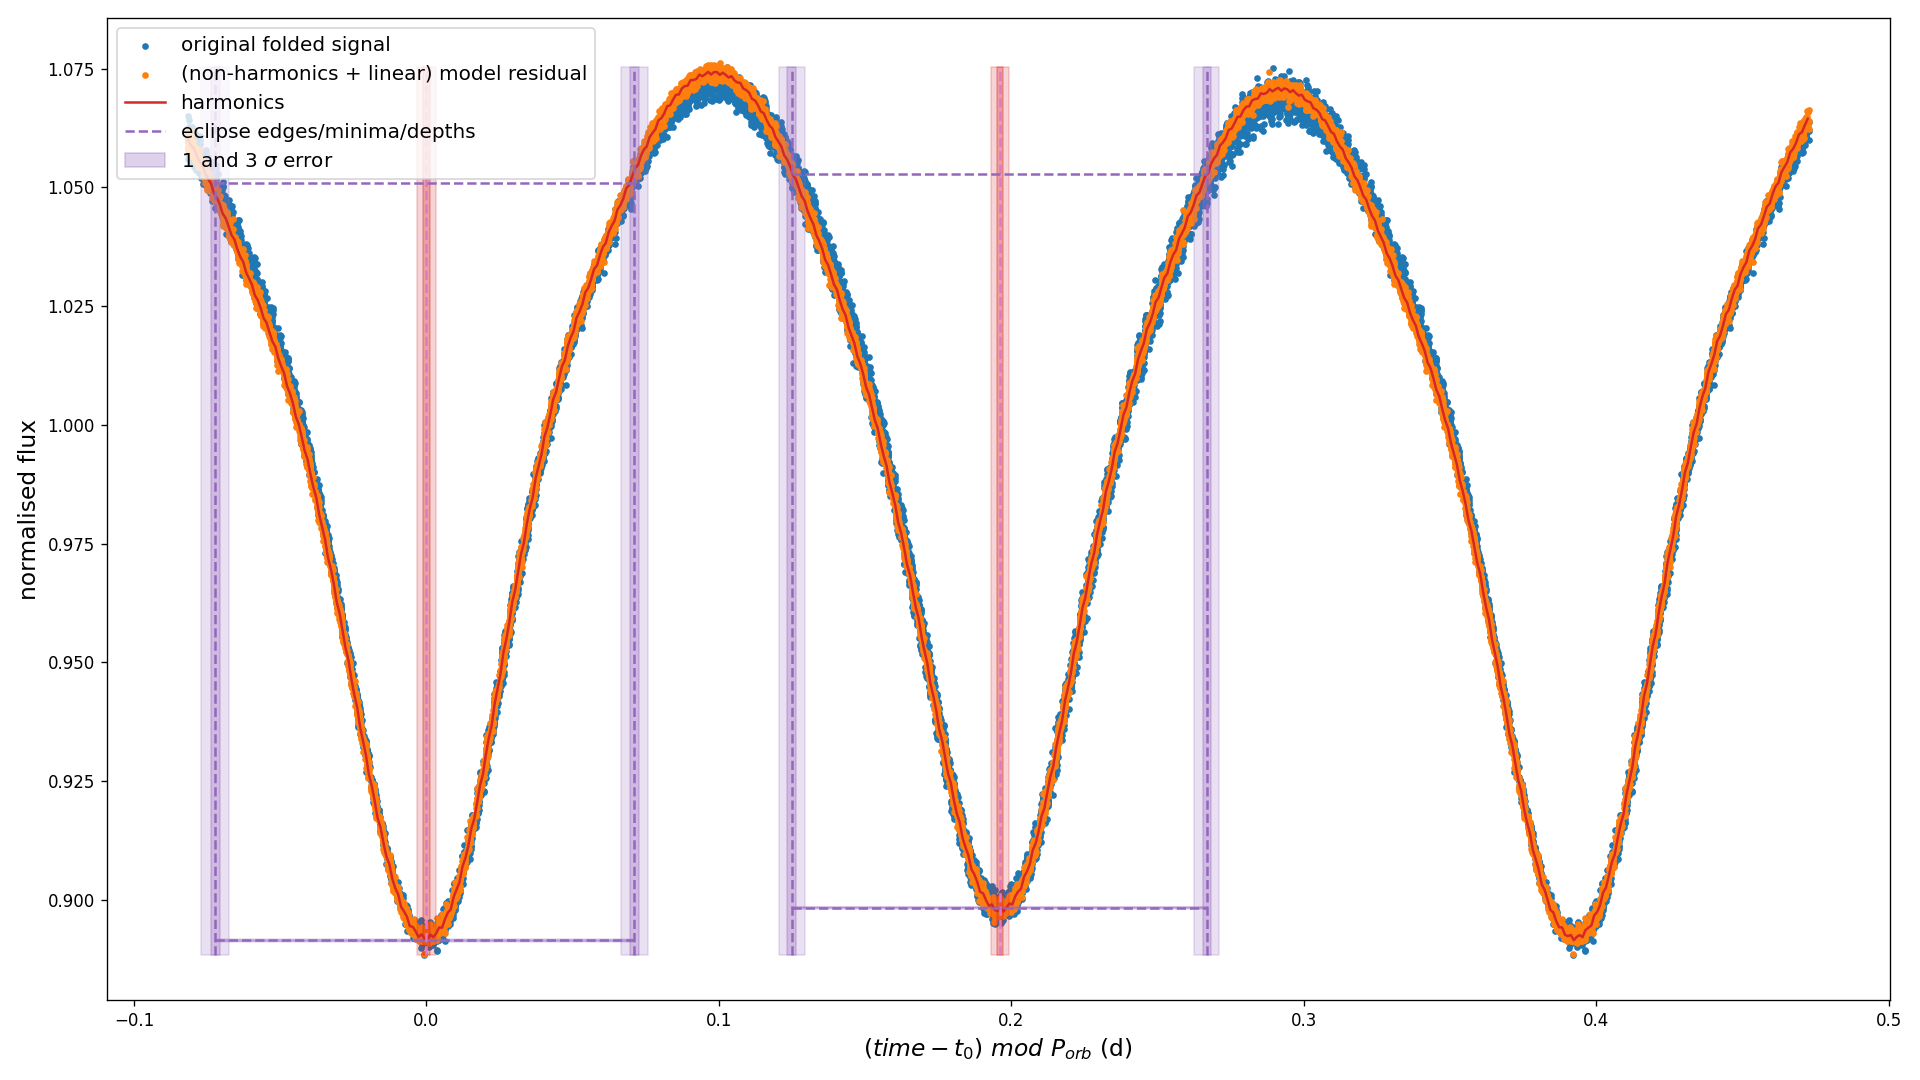 original folded signal
(non-harmonics + linear) model residual
harmonics
eclipse edges/minima/depths
1 and 3 σ error
normalised flux
1.075
1.050
1.025
1.000
0.975
0.950
0.925
0.900
−0.1
0.0
0.1
0.2
0.3
0.4
0.5
(time − t₀) mod P_orb (d)